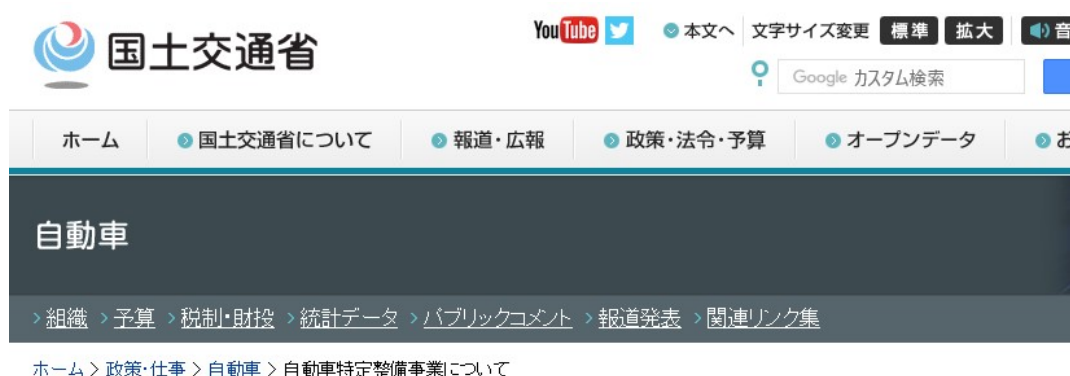 国土交通省
YouTube 本文へ 文字サイズ変更 標準 拡大 音
Google カスタム検索
ホーム 国土交通省について 報道・広報 政策・法令・予算 オープンデータ お
自動車
>組織 >予算 >税制・財投 >統計データ >パブリックコメント >報道発表 >関連リンク集
ホーム > 政策・仕事 > 自動車 > 自動車特定整備事業について